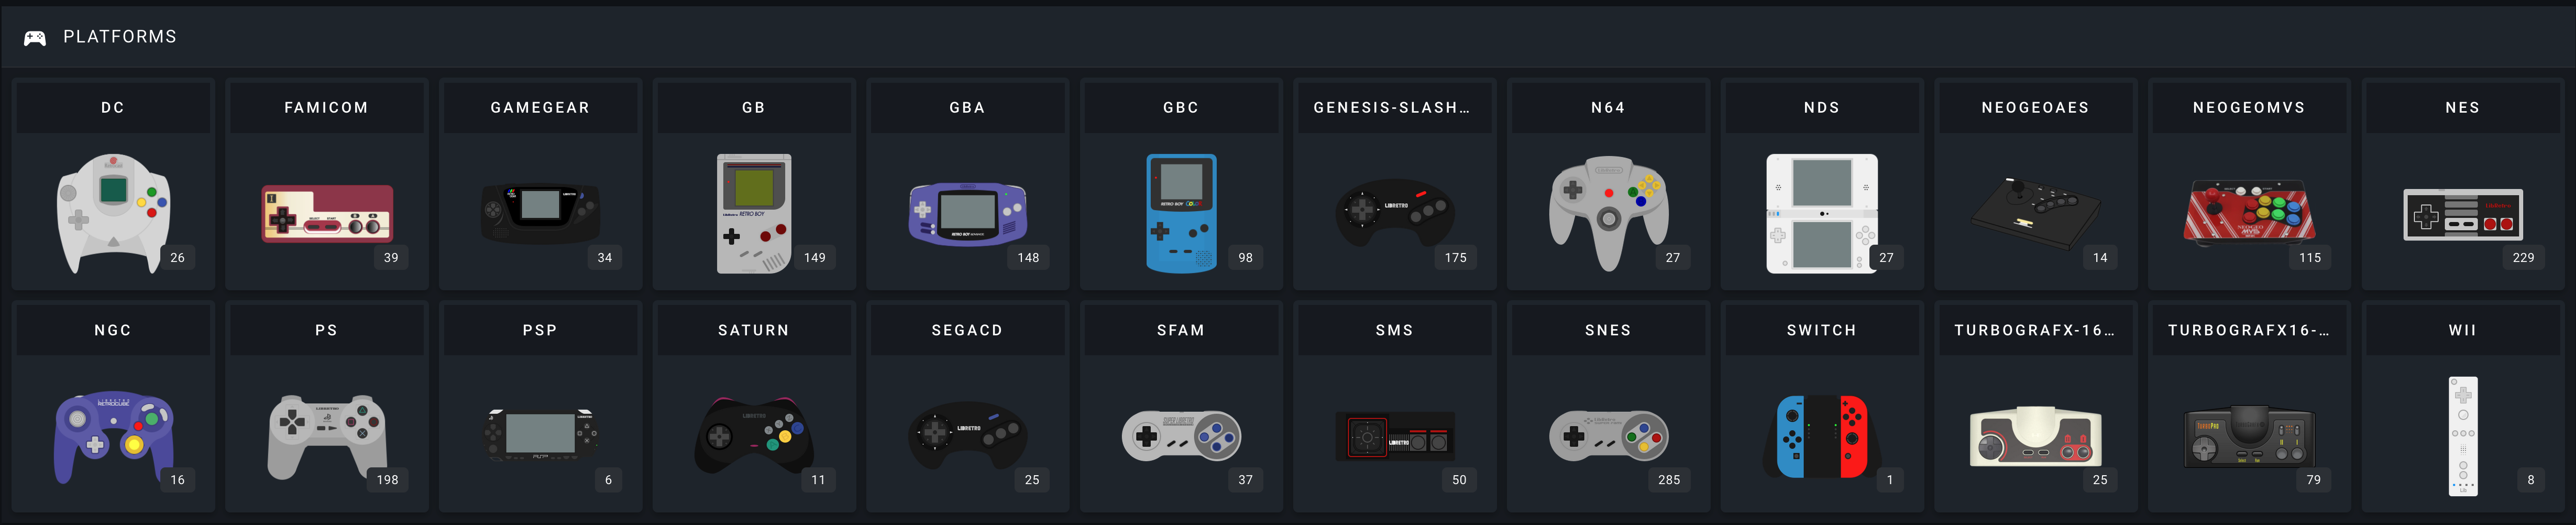 PLATFORMS
DC
FAMICOM
GAMEGEAR
GB
GBA
GBC
GENESIS-SLASH…
N64
NDS
NEOGEOAES
NEOGEOMVS
NES
26
39
34
149
148
98
175
27
27
14
115
229
NGC
PS
PSP
SATURN
SEGACD
SFAM
SMS
SNES
SWITCH
TURBOGRAFX-16…
TURBOGRAFX16-…
WII
16
198
6
11
25
37
50
285
1
25
79
8